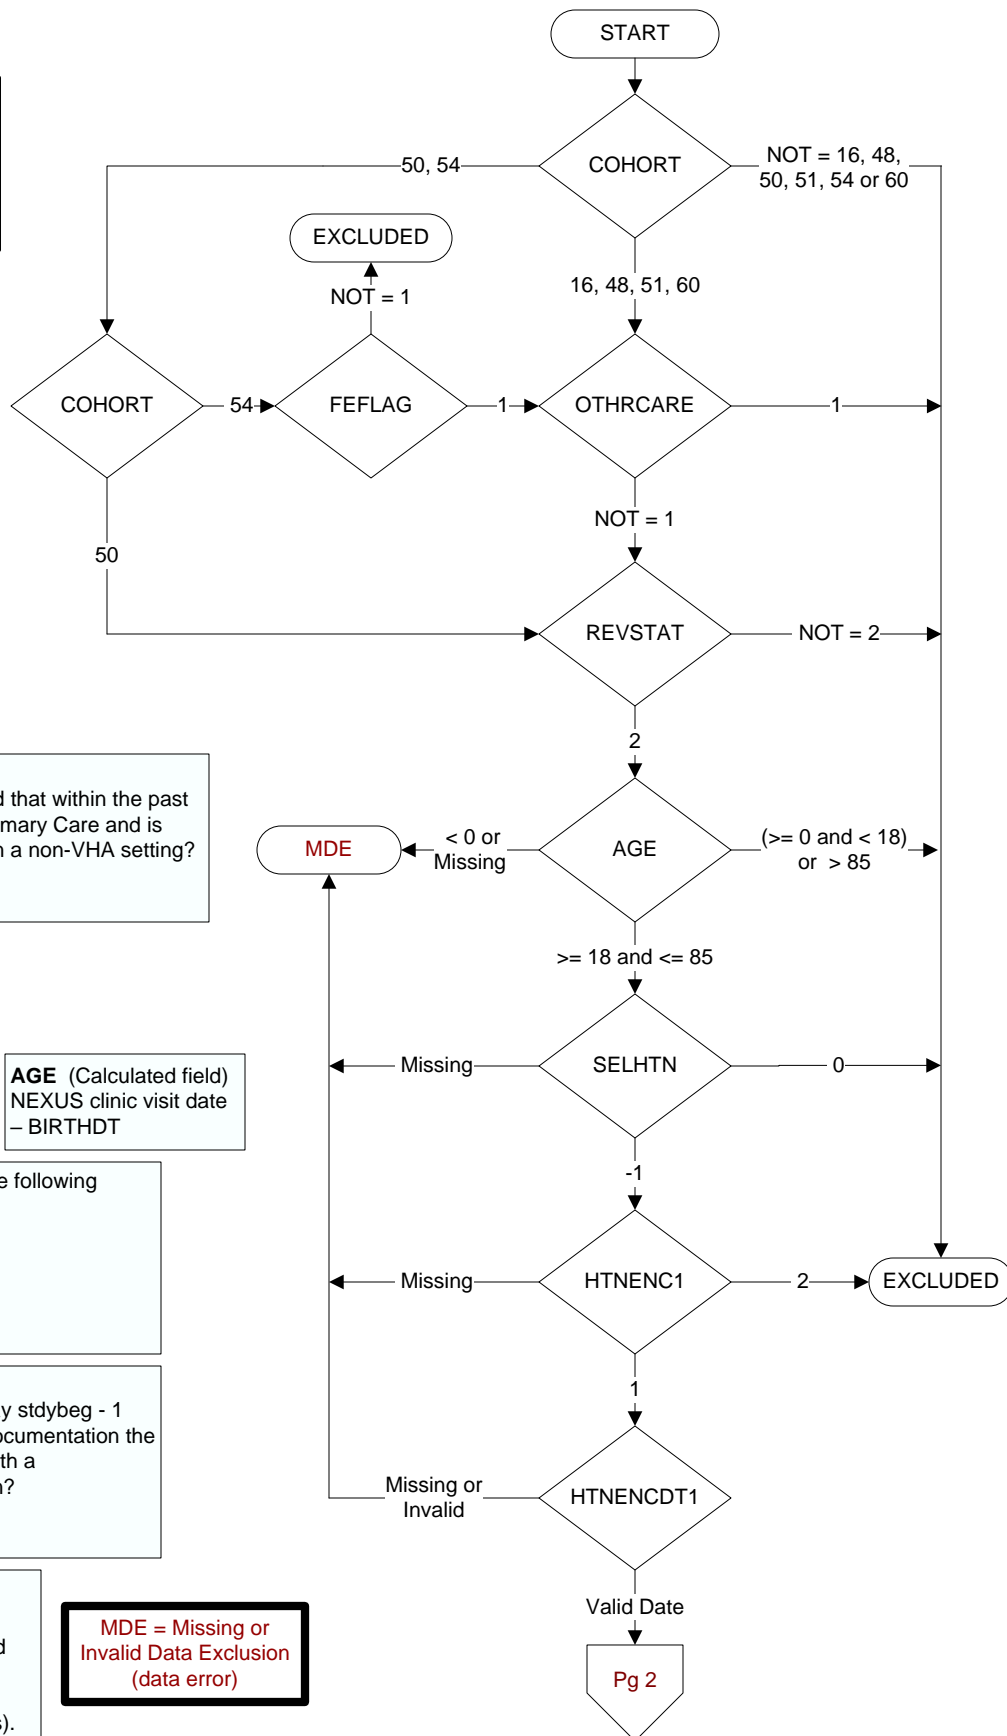 START
COHORT
50, 54
NOT = 16, 48,
50, 51, 54 or 60
EXCLUDED
NOT = 1
16, 48, 51, 60
COHORT
54
FEFLAG
1
OTHRCARE
1
NOT = 1
50
REVSTAT
NOT = 2
2
d that within the past
mary Care and is
n a non-VHA setting?
MDE
< 0 or
Missing
AGE
(>= 0 and < 18)
or > 85
>= 18 and <= 85
AGE (Calculated field)
NEXUS clinic visit date
– BIRTHDT
Missing
SELHTN
0
-1
e following
Missing
HTNENC1
2
EXCLUDED
1
y stdybeg - 1
ocumentation the
th a
n?
Missing or
Invalid
HTNENCDT1
Valid Date
d
s).
MDE = Missing or
Invalid Data Exclusion
(data error)
Pg 2